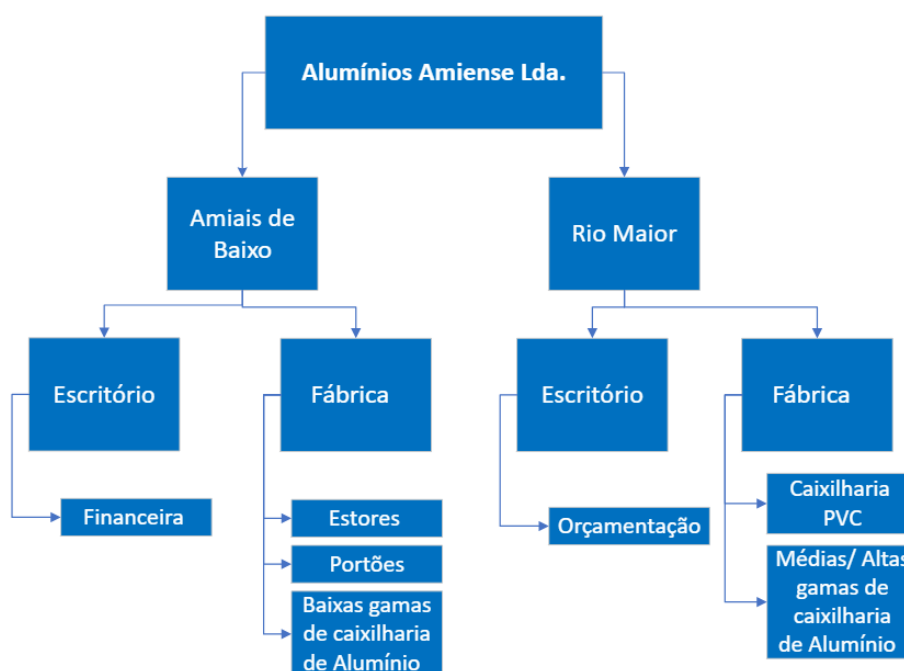 Alumínios Amiense Lda.
Amiais de
Baixo
Rio Maior
Escritório
Fábrica
Escritório
Fábrica
Financeira
Estores
Portões
Baixas gamas
de caixilharia
de Alumínio
Orçamentação
Caixilharia
PVC
Médias/ Altas
gamas de
caixilharia
de Alumínio